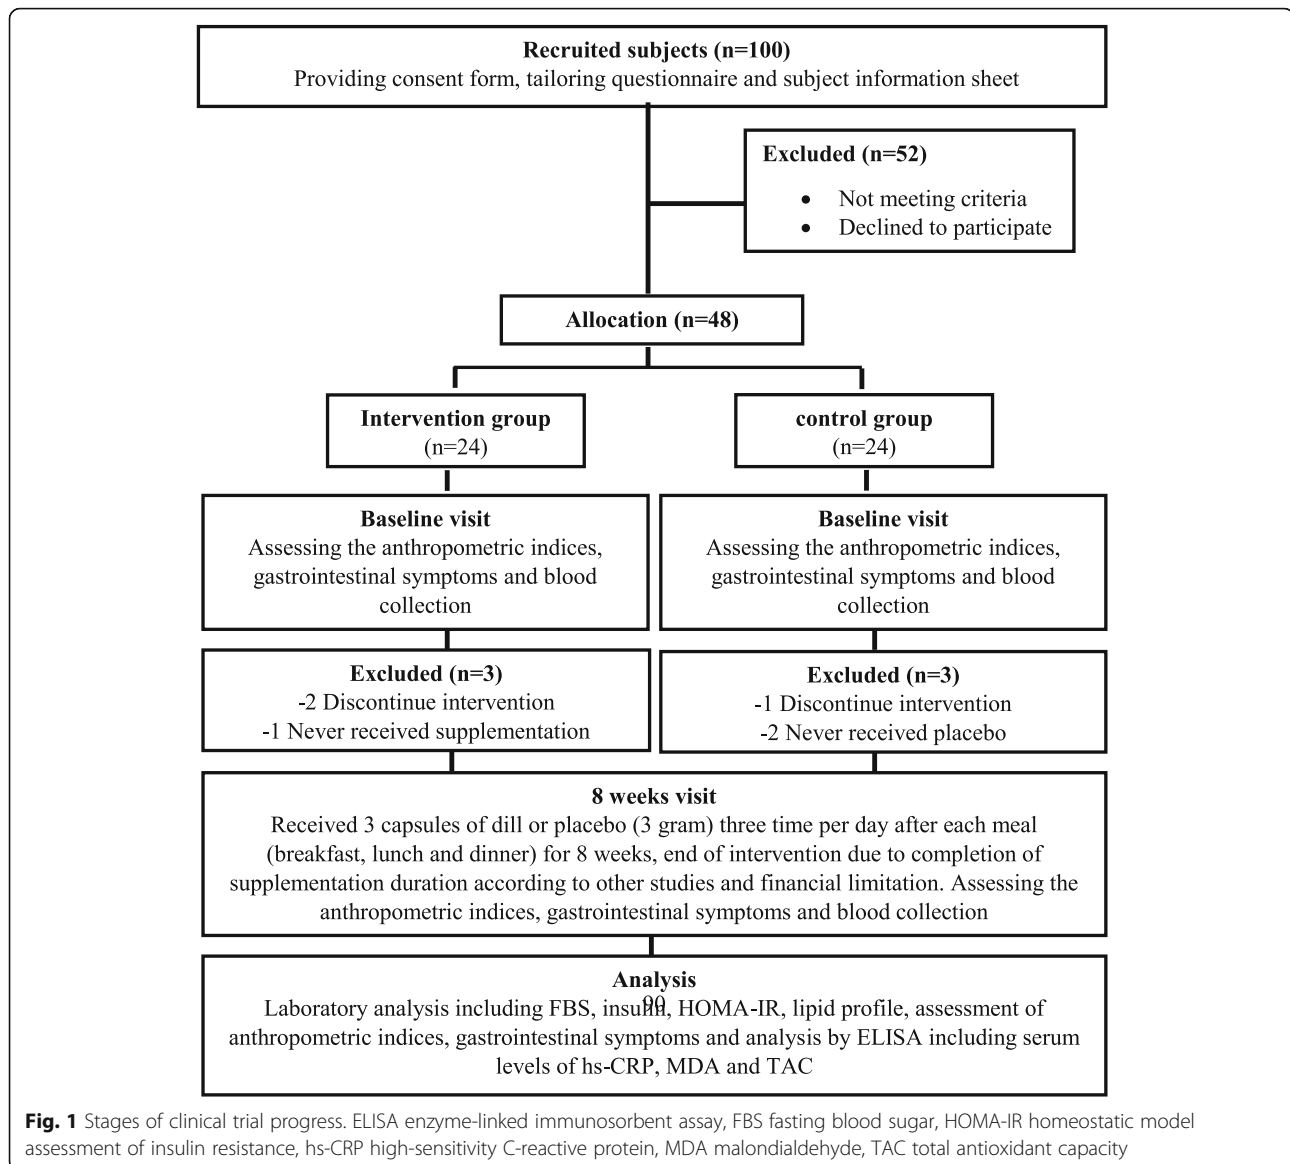 Recruited subjects (n=100)
Providing consent form, tailoring questionnaire and subject information sheet
Excluded (n=52)
• Not meeting criteria
• Declined to participate
Allocation (n=48)
Intervention group
(n=24)
control group
(n=24)
Baseline visit
Assessing the anthropometric indices,
gastrointestinal symptoms and blood
collection
Baseline visit
Assessing the anthropometric indices,
gastrointestinal symptoms and blood
collection
Excluded (n=3)
-2 Discontinue intervention
-1 Never received supplementation
Excluded (n=3)
-1 Discontinue intervention
-2 Never received placebo
8 weeks visit
Received 3 capsules of dill or placebo (3 gram) three time per day after each meal
(breakfast, lunch and dinner) for 8 weeks, end of intervention due to completion of
supplementation duration according to other studies and financial limitation. Assessing the
anthropometric indices, gastrointestinal symptoms and blood collection
Analysis
90
Laboratory analysis including FBS, insulin, HOMA-IR, lipid profile, assessment of
anthropometric indices, gastrointestinal symptoms and analysis by ELISA including serum
levels of hs-CRP, MDA and TAC
Fig. 1 Stages of clinical trial progress. ELISA enzyme-linked immunosorbent assay, FBS fasting blood sugar, HOMA-IR homeostatic model
assessment of insulin resistance, hs-CRP high-sensitivity C-reactive protein, MDA malondialdehyde, TAC total antioxidant capacity